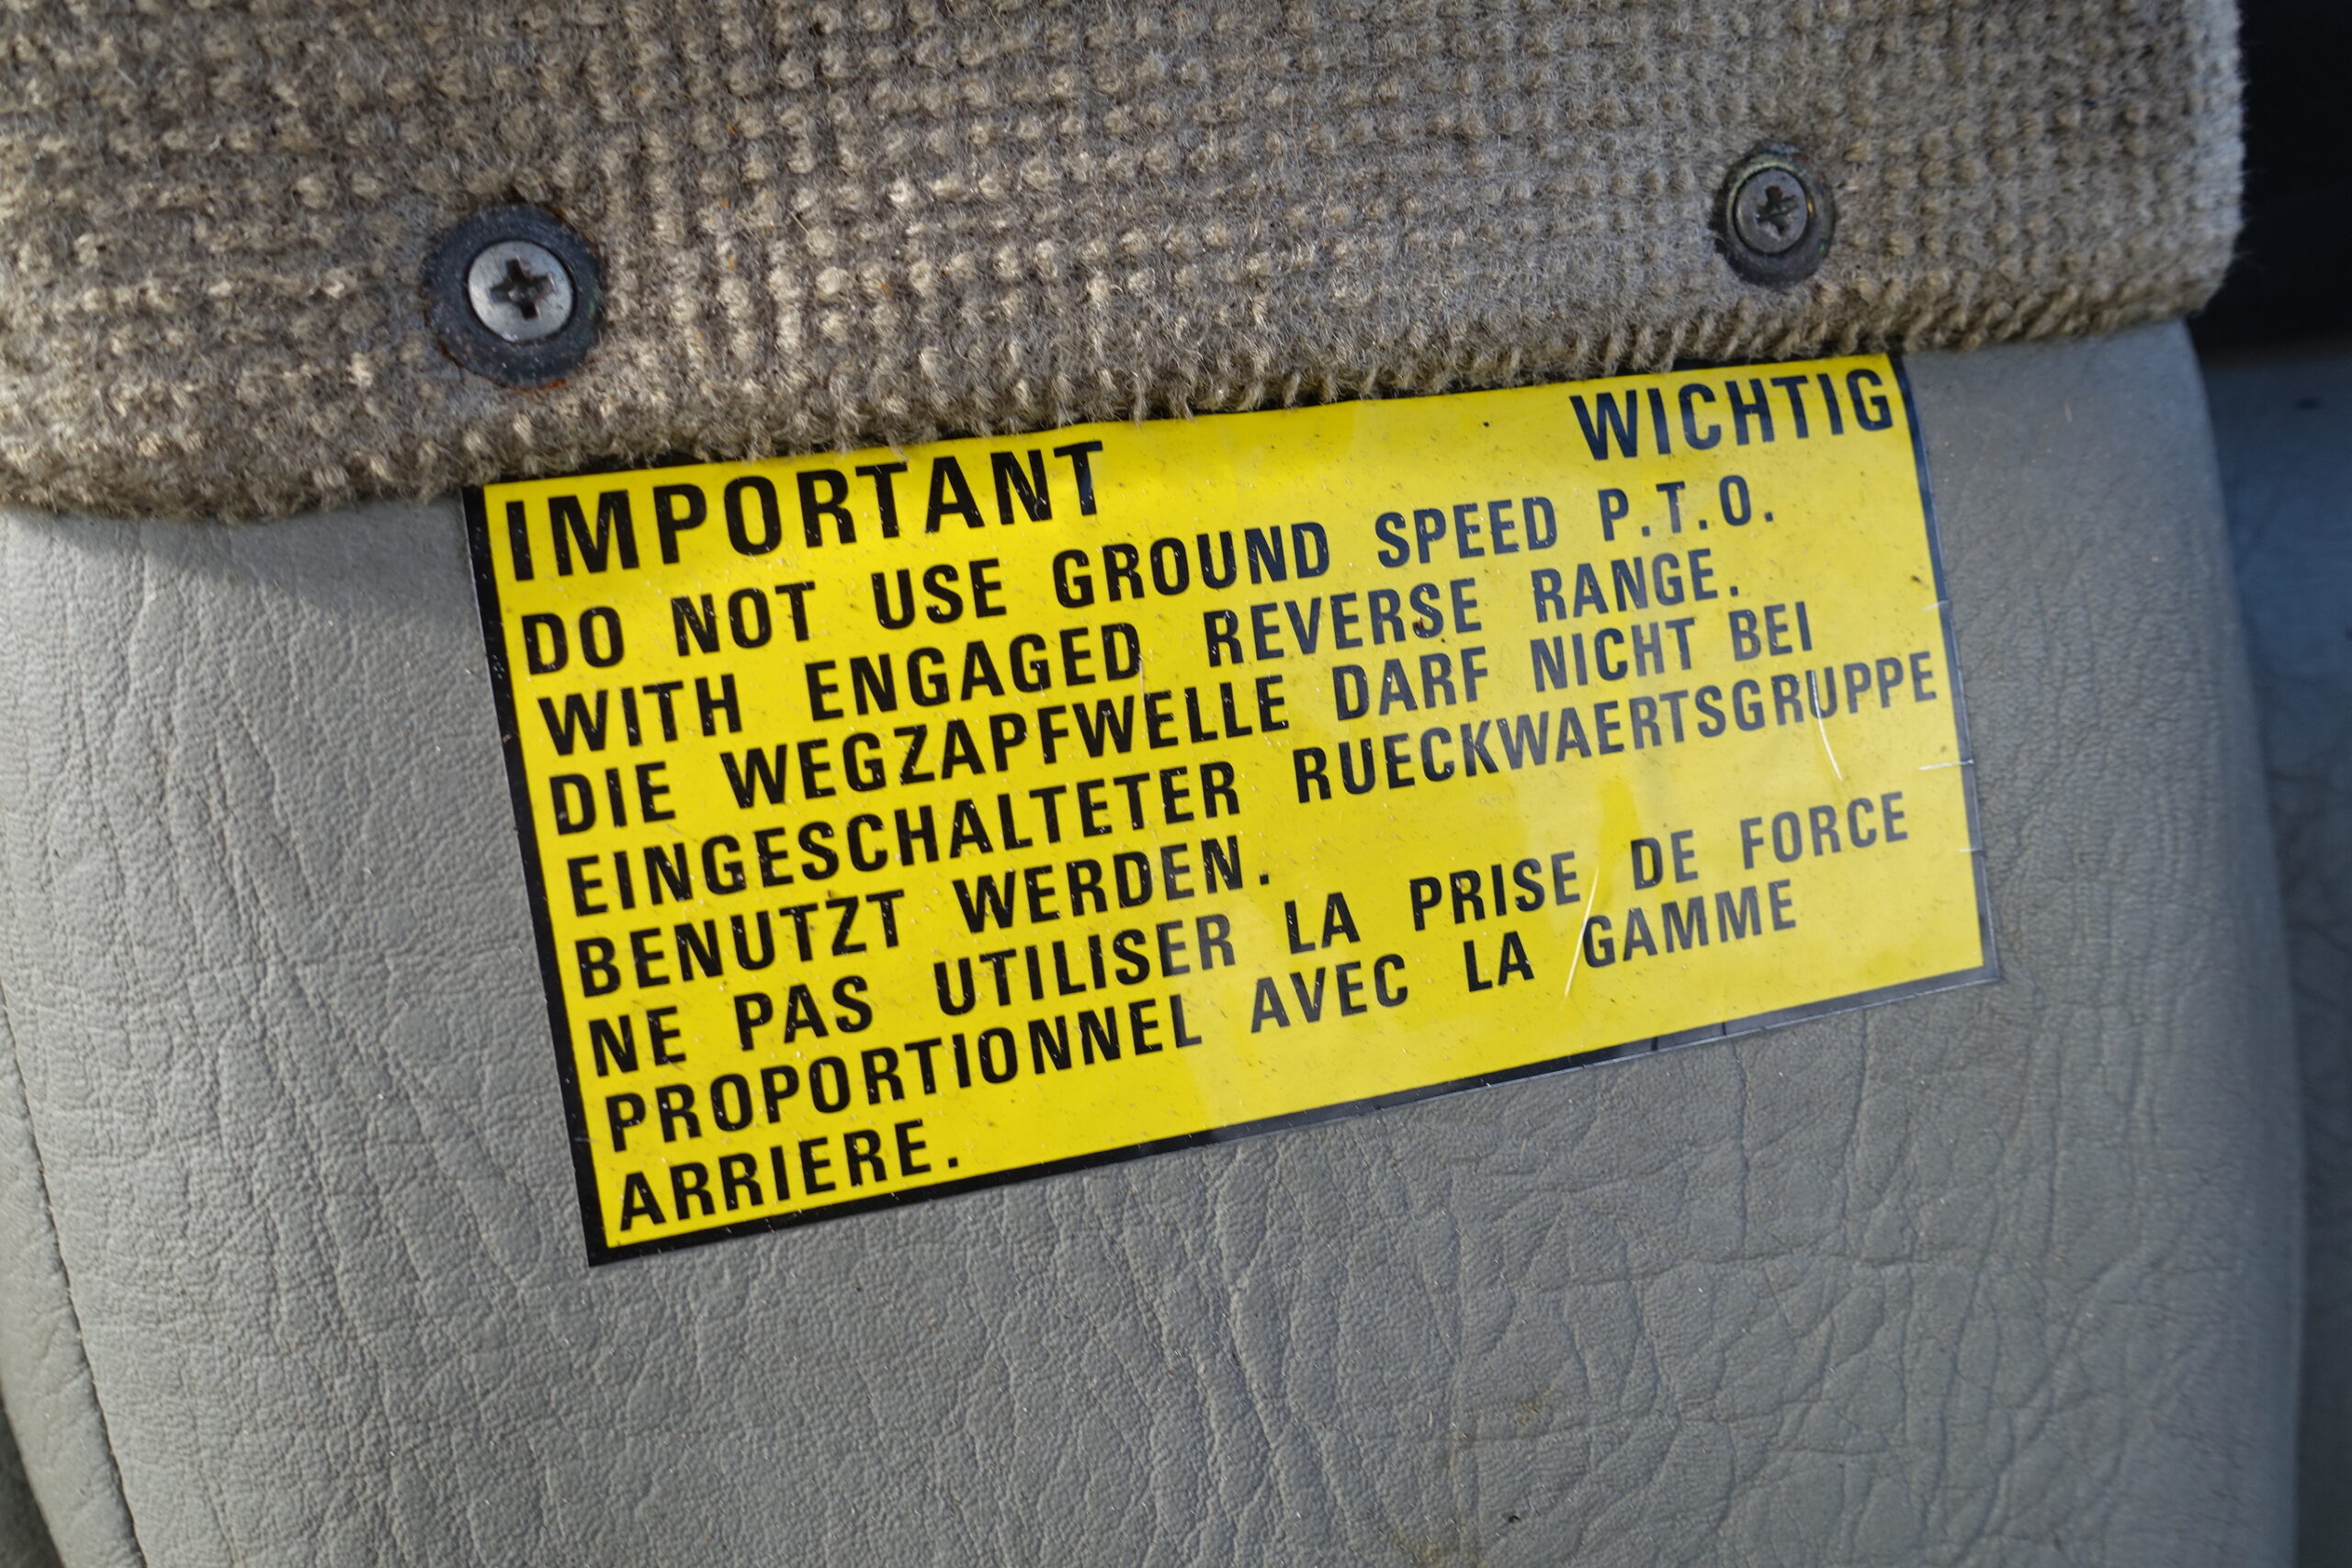 IMPORTANT WICHTIG
DO NOT USE GROUND SPEED P.T.O.
WITH ENGAGED REVERSE RANGE.
DIE WEGZAPFWELLE DARF NICHT BEI
EINGESCHALTETER RUECKWAERTSGRUPPE
BENUTZT WERDEN.
NE PAS UTILISER LA PRISE DE FORCE
PROPORTIONNEL AVEC LA GAMME
ARRIERE.